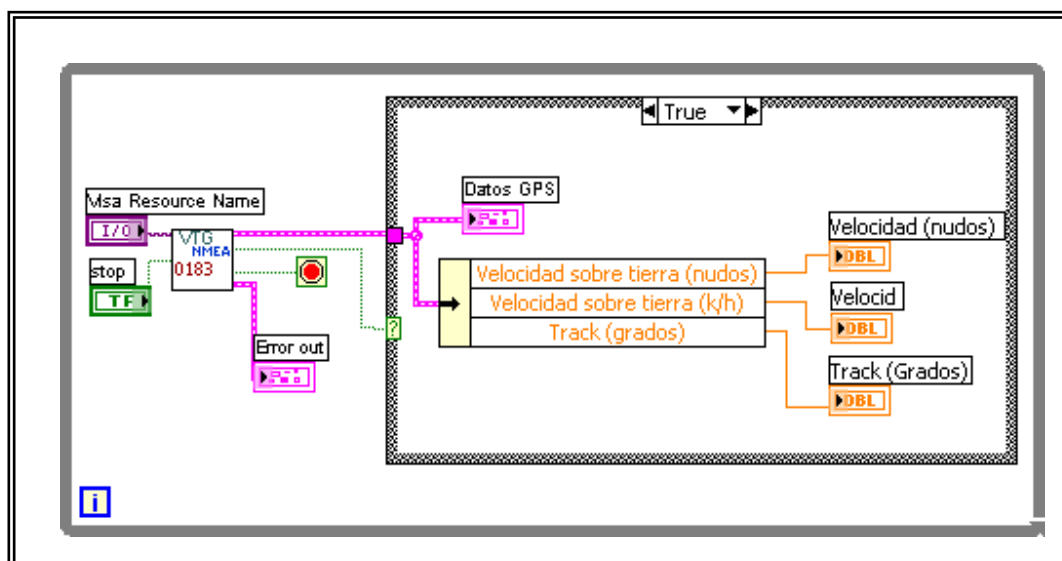 True
Datos GPS
Visa Resource Name
I/O
VTG
NMEA
0183
stop
TF
Error out
?
Velocidad sobre tierra (nudos)
Velocidad sobre tierra (k/h)
Track (grados)
Velocidad (nudos)
DBL
Velocid
DBL
Track (Grados)
DBL
i